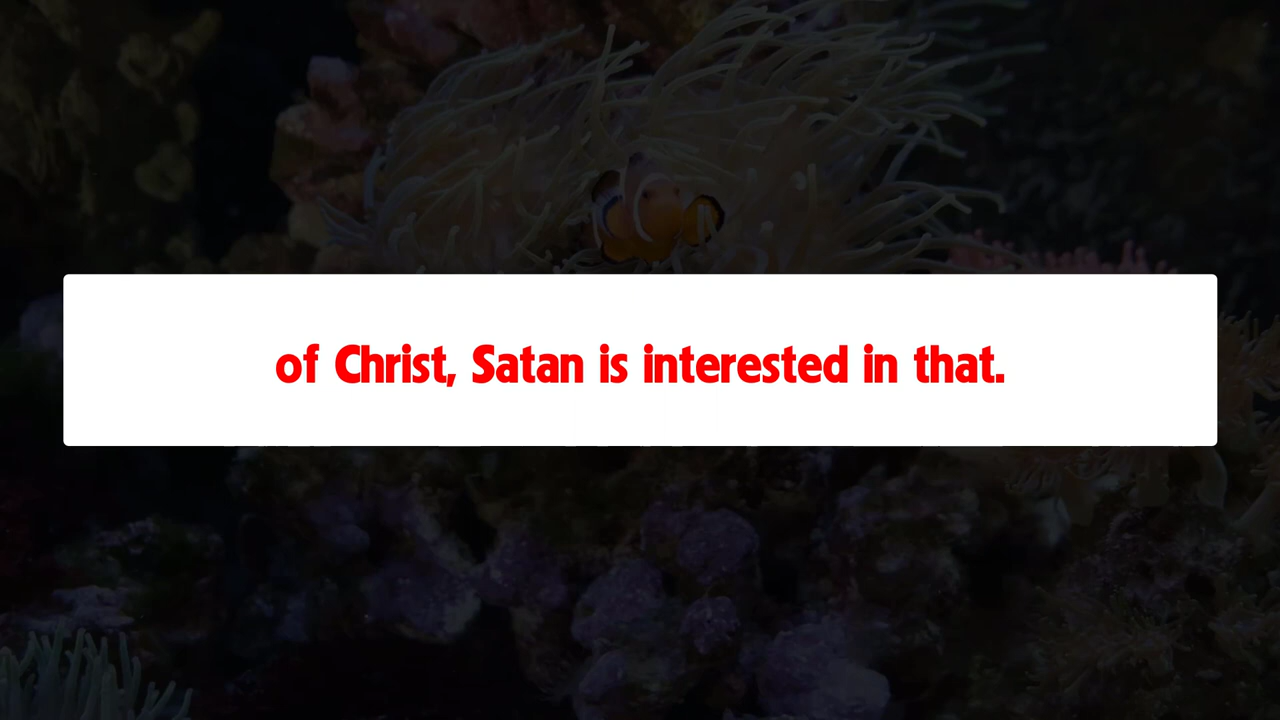 of Christ, Satan is interested in that.